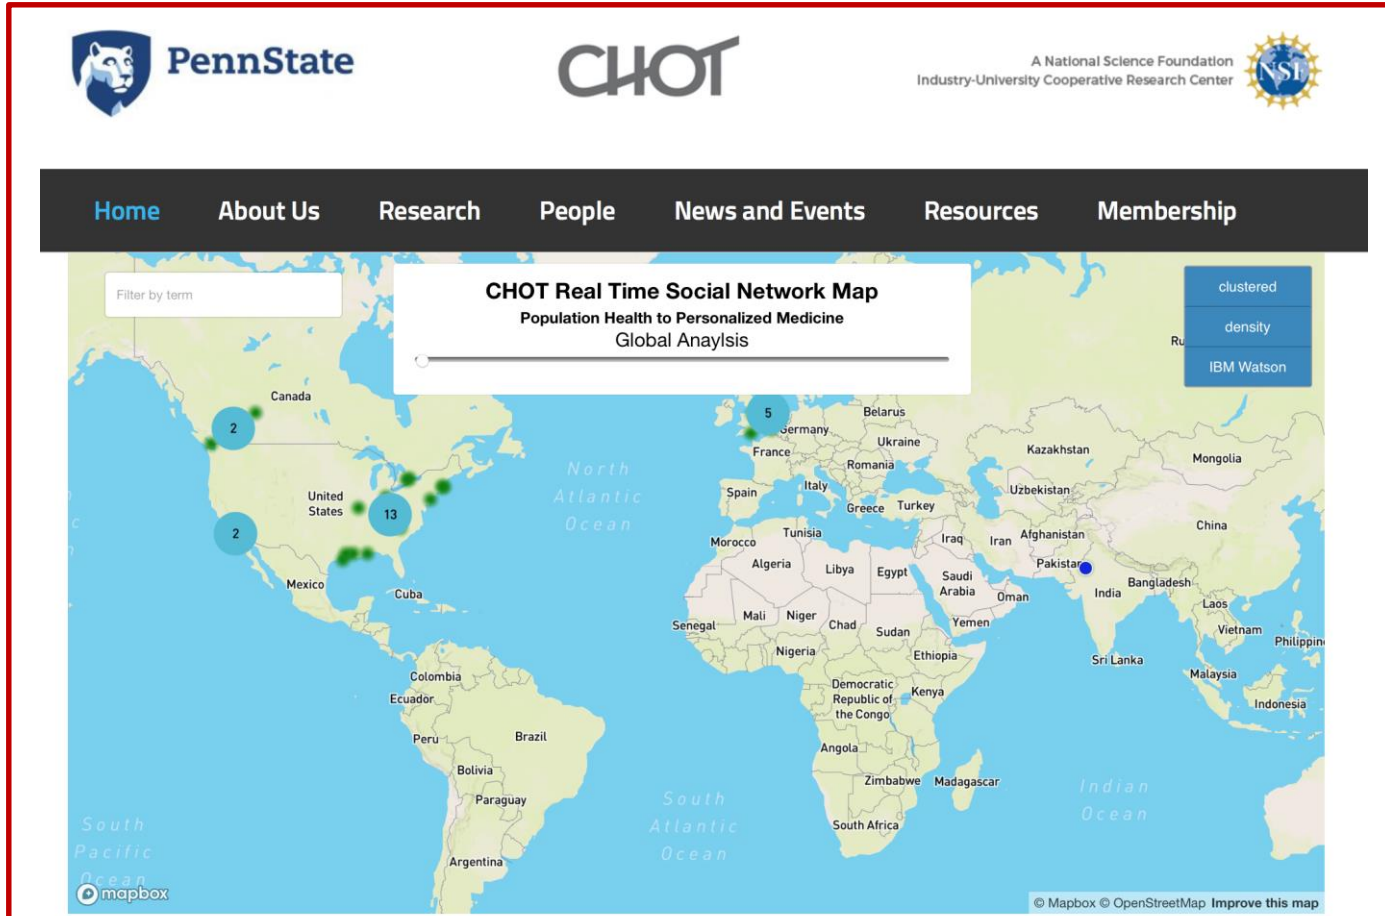 PennState
CHOT
A National Science Foundation
Industry-University Cooperative Research Center
NSF
Home About Us Research People News and Events Resources Membership
Filter by term
CHOT Real Time Social Network Map
Population Health to Personalized Medicine
Global Anaylsis
clustered
density
IBM Watson
Ru
Canada
2
5
Belarus
Germany
Ukraine
France
Kazakhstan
Mongolia
Romania
North
Atlantic
Ocean
United
States
13
2
Spain
Italy
Greece
Turkey
Uzbekistan
China
Morocco
Tunisia
Iraq
Iran
Afghanistan
Algeria
Libya
Egypt
Saudi
Arabia
Pakistan
Oman
India
Bangladesh
Mexico
Cuba
Laos
Mali
Niger
Chad
Sudan
Yemen
Senegal
Vietnam
Philippin
Nigeria
Ethiopia
Sri Lanka
Colombia
Malaysia
Ecuador
Democratic
Republic of
the Congo
Kenya
Indonesia
Peru
Brazil
Angola
Bolivia
Zimbabwe
Madagascar
Paraguay
South
Atlantic
Ocean
Indian
Ocean
South
Pacific
Ocean
South Africa
Argentina
mapbox
© Mapbox © OpenStreetMap Improve this map